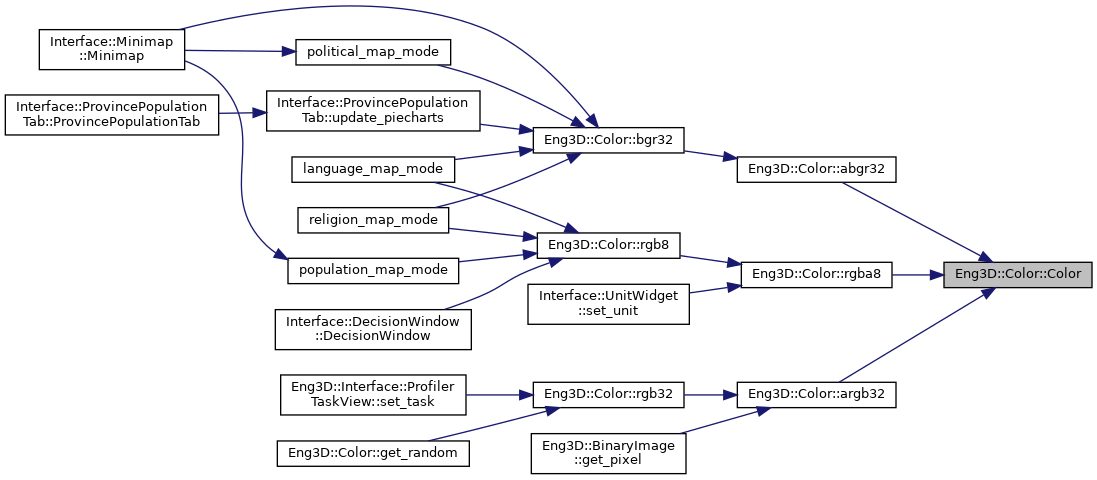 Interface::Minimap
::Minimap
political_map_mode
Interface::ProvincePopulation
Tab::ProvincePopulationTab
Interface::ProvincePopulation
Tab::update_piecharts
Eng3D::Color::bgr32
language_map_mode
Eng3D::Color::abgr32
religion_map_mode
Eng3D::Color::rgb8
population_map_mode
Eng3D::Color::rgba8
Eng3D::Color::Color
Interface::UnitWidget
::set_unit
Interface::DecisionWindow
::DecisionWindow
Eng3D::Interface::Profiler
TaskView::set_task
Eng3D::Color::rgb32
Eng3D::Color::argb32
Eng3D::Color::get_random
Eng3D::BinaryImage
::get_pixel